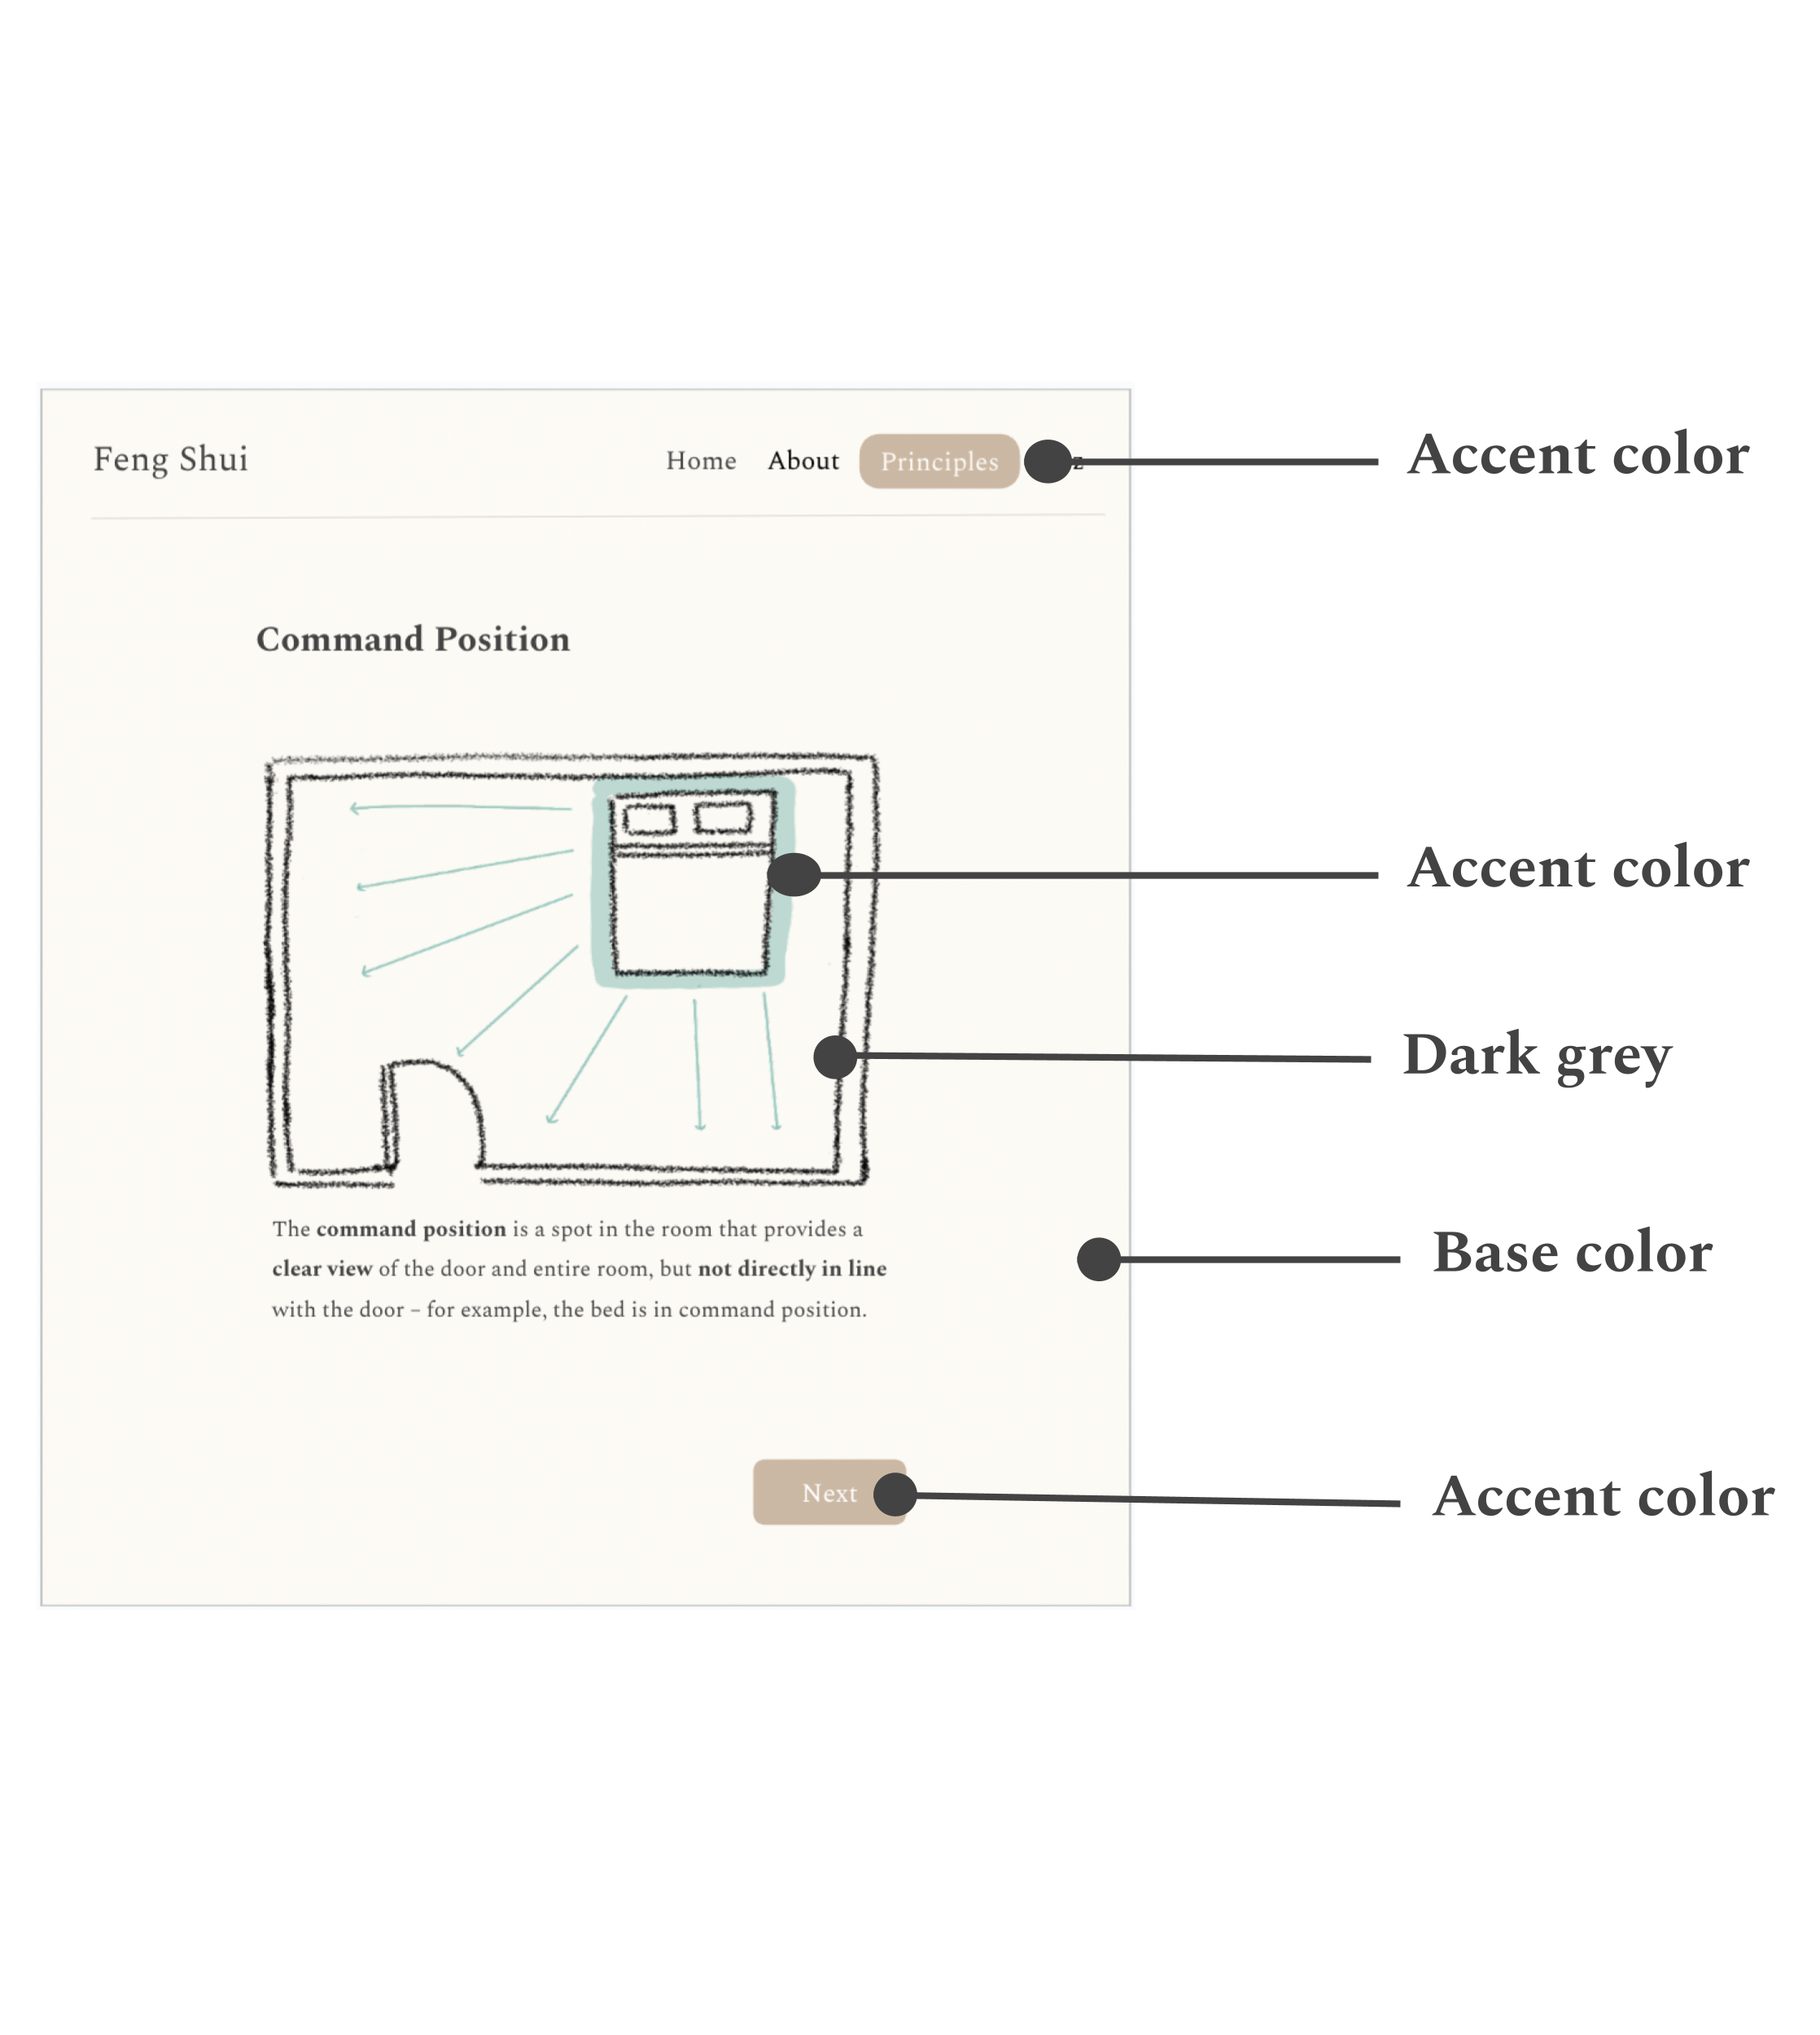 Feng Shui
Home About Principles
Accent color
Command Position
Accent color
Dark grey
The command position is a spot in the room that provides a
clear view of the door and entire room, but not directly in line
with the door – for example, the bed is in command position.
Base color
Next
Accent color